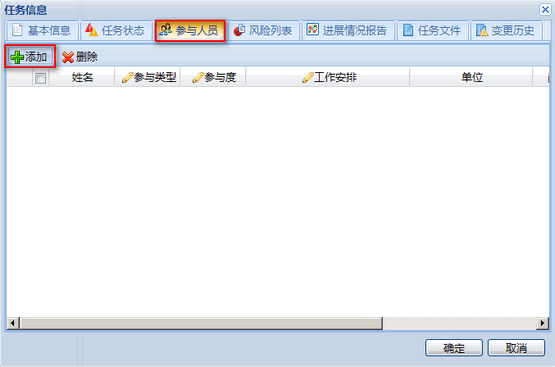 任务信息
基本信息 任务状态 参与人员 风险列表 进展情况报告 任务文件 变更历史
添加 删除
姓名 参与类型 参与度 工作安排 单位
确定 取消